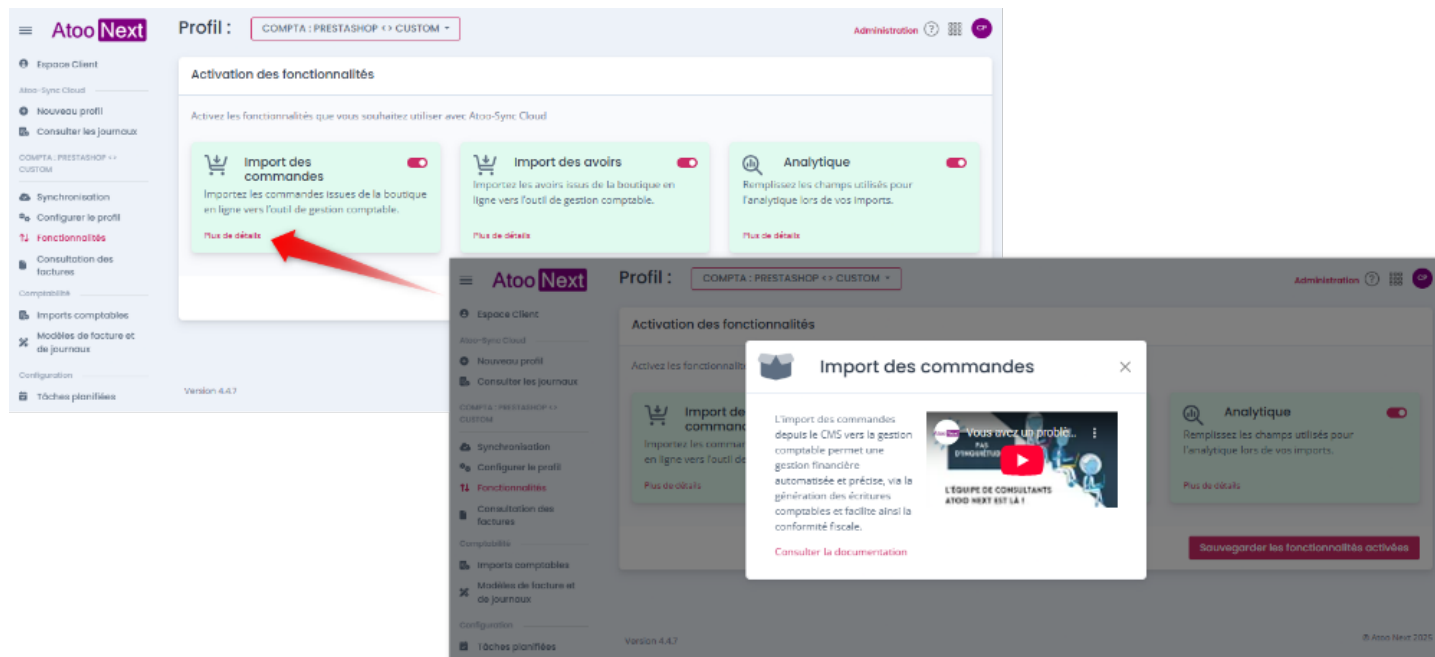 Atoo Next
Profil :
COMPTA : PRESTASHOP <> CUSTOM
Administration
?
CP
Espace Client
Atoo-Sync Cloud
Nouveau profil
Consulter les journaux
COMPTA : PRESTASHOP <>
CUSTOM
Synchronisation
Configurer le profil
Fonctionnalités
Consultation des
factures
Comptabilité
Imports comptables
Modèles de facture et
de journaux
Configuration
Tâches planifiées
Activation des fonctionnalités
Activez les fonctionnalités que vous souhaitez utiliser avec Atoo-Sync Cloud
Import des
commandes
Importez les commandes issues de la boutique
en ligne vers l'outil de gestion comptable.
Plus de détails
Import des avoirs
Importez les avoirs issus de la boutique en
ligne vers l'outil de gestion comptable.
Plus de détails
Analytique
Remplissez les champs utilisés pour
l'analytique lors de vos imports.
Plus de détails
Version 4.4.7
Atoo Next
Profil :
COMPTA : PRESTASHOP <> CUSTOM
Administration
?
CP
Espace Client
Atoo-Sync Cloud
Nouveau profil
Consulter les journaux
COMPTA : PRESTASHOP <>
CUSTOM
Synchronisation
Configurer le profil
Fonctionnalités
Consultation des
factures
Comptabilité
Imports comptables
Modèles de facture et
de journaux
Configuration
Tâches planifiées
Activation des fonctionnalités
Activez les fonctionnalités
Import de
command
Importez les comman
en ligne vers l'outil de
Plus de détails
Analytique
Remplissez les champs utilisés pour
l'analytique lors de vos imports.
Plus de détails
Sauvegarder les fonctionnalités activées
Version 4.4.7
© Atoo Next 2025
Import des commandes
L'import des commandes
depuis le CMS vers la gestion
comptable permet une
gestion financière
automatisée et précise, via la
génération des écritures
comptables et facilite ainsi la
conformité fiscale.
Consulter la documentation
Vous avez un problè...
PAS
D'INQUIÉTUD
L'ÉQUIPE DE CONSULTANTS
ATOO NEXT EST LÀ !